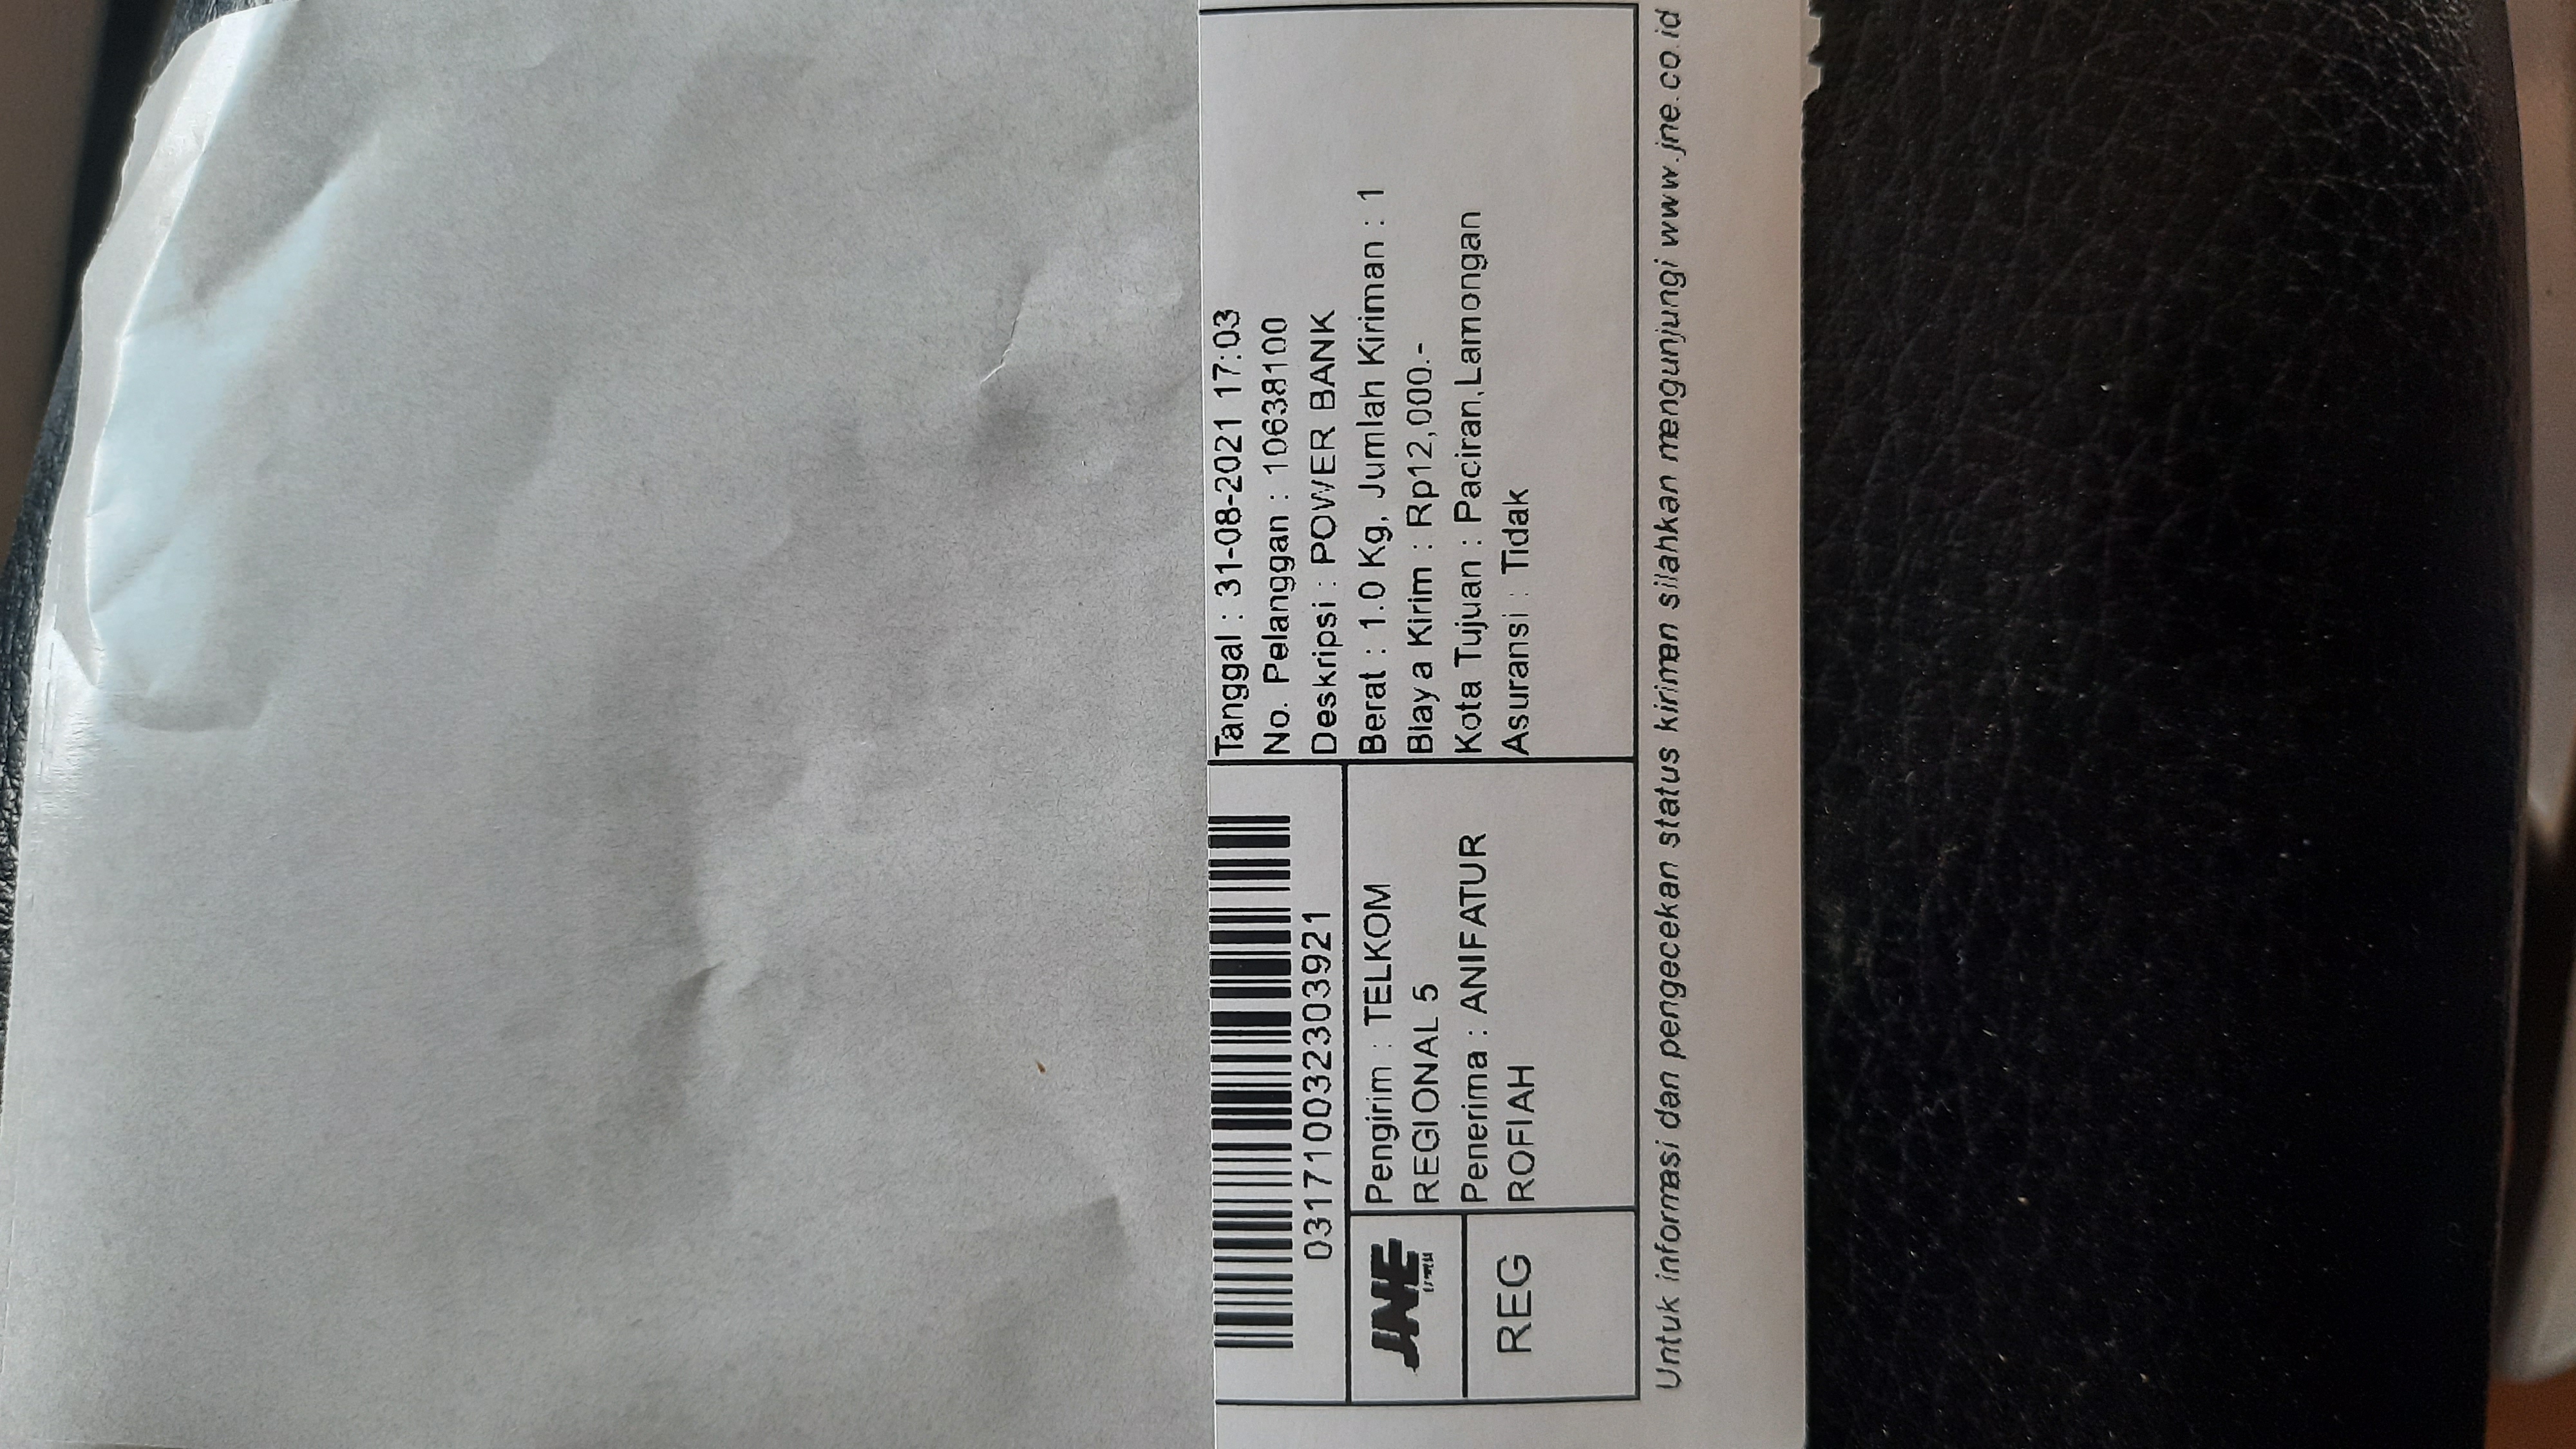 031710032303921
JNE
REG
Pengirim : TELKOM
REGIONAL 5
Penerima : ANIFATUR
ROFIAH
Tanggal : 31-08-2021 17:03
No. Pelanggan : 10638100
Deskripsi : POWER BANK
Berat : 1.0 Kg, Jumlah Kiriman : 1
Biaya Kirim : Rp12,000.-
Kota Tujuan : Paciran,Lamongan
Asuransi : Tidak
Untuk informasi dan pengecekan status kiriman silahkan mengunjungi www.jne.co.id